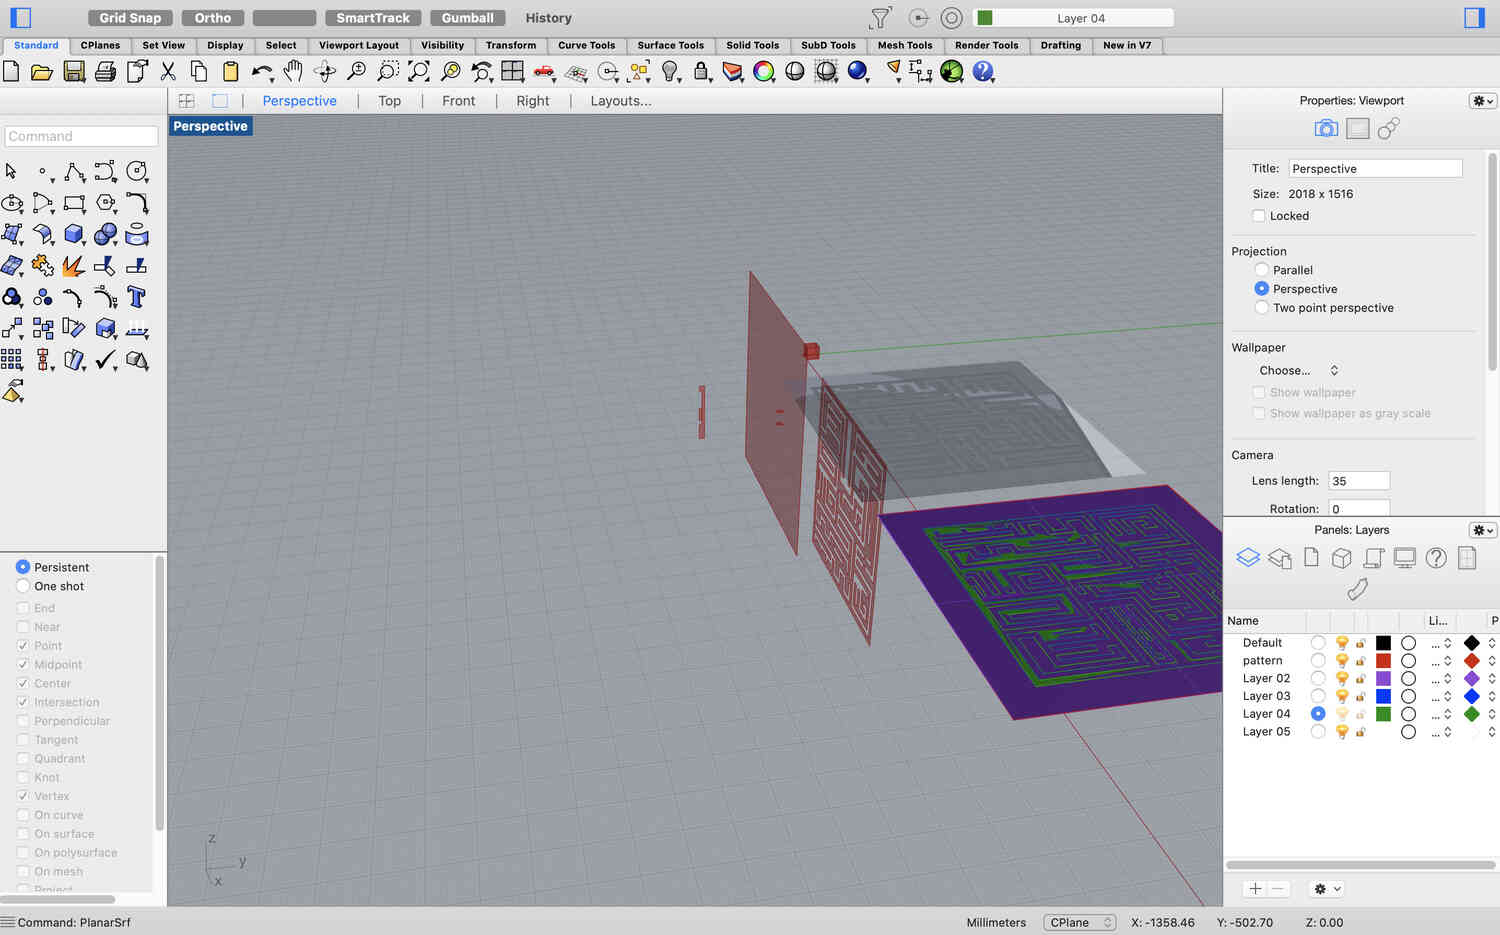 Grid Snap Ortho SmartTrack Gumball History Layer 04
Standard CPlanes Set View Display Select Viewport Layout Visibility Transform Curve Tools Surface Tools Solid Tools SubD Tools Mesh Tools Render Tools Drafting New in V7
Perspective Top Front Right Layouts...
Perspective
Command
Persistent
One shot
End
Near
Point
Midpoint
Center
Intersection
Perpendicular
Tangent
Quadrant
Knot
Vertex
On curve
On surface
On polysurface
On mesh
Project
z
y
x
Properties: Viewport
Title: Perspective
Size: 2018 x 1516
Locked
Projection
Parallel
Perspective
Two point perspective
Wallpaper
Choose...
Show wallpaper
Show wallpaper as gray scale
Camera
Lens length: 35
Rotation: 0
Panels: Layers
Name Li... P
Default ...
pattern ...
Layer 02 ...
Layer 03 ...
Layer 04 ...
Layer 05 ...
Command: PlanarSrf Millimeters CPlane X: -1358.46 Y: -502.70 Z: 0.00